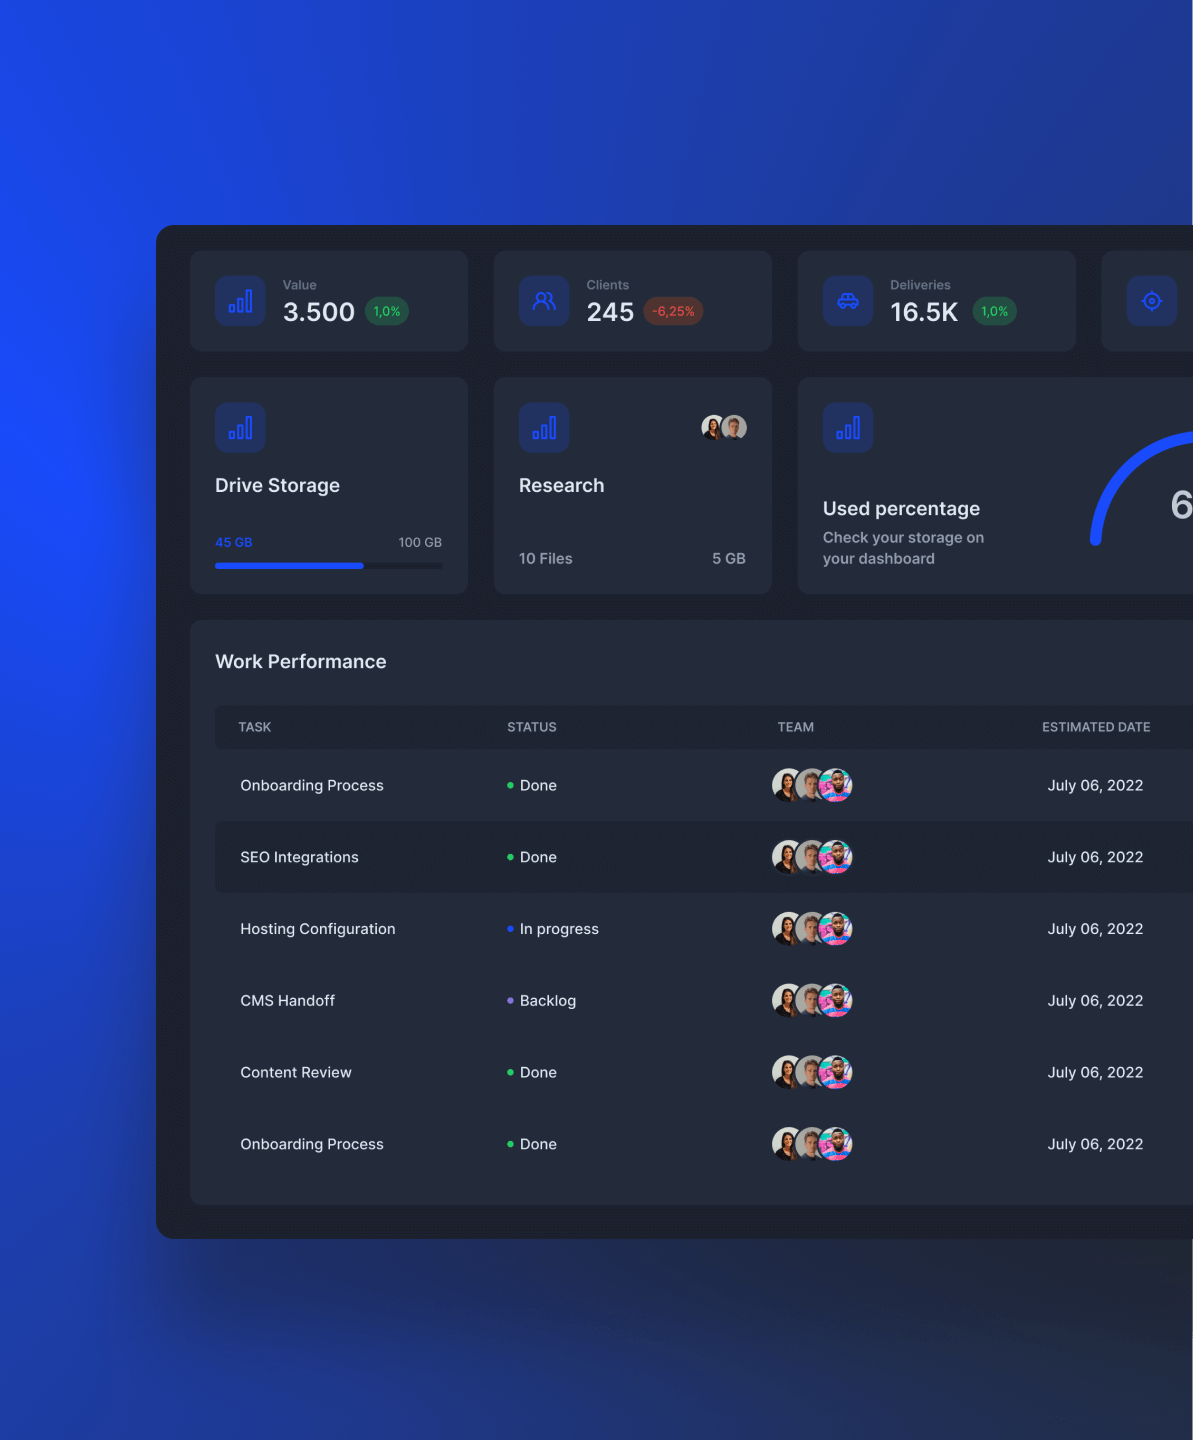 Value
3.500 1,0%
Clients
245 -6,25%
Deliveries
16.5K 1,0%
Drive Storage
45 GB 100 GB
Research
10 Files 5 GB
Used percentage
Check your storage on
your dashboard
6
Work Performance
TASK STATUS TEAM ESTIMATED DATE
Onboarding Process Done July 06, 2022
SEO Integrations Done July 06, 2022
Hosting Configuration In progress July 06, 2022
CMS Handoff Backlog July 06, 2022
Content Review Done July 06, 2022
Onboarding Process Done July 06, 2022